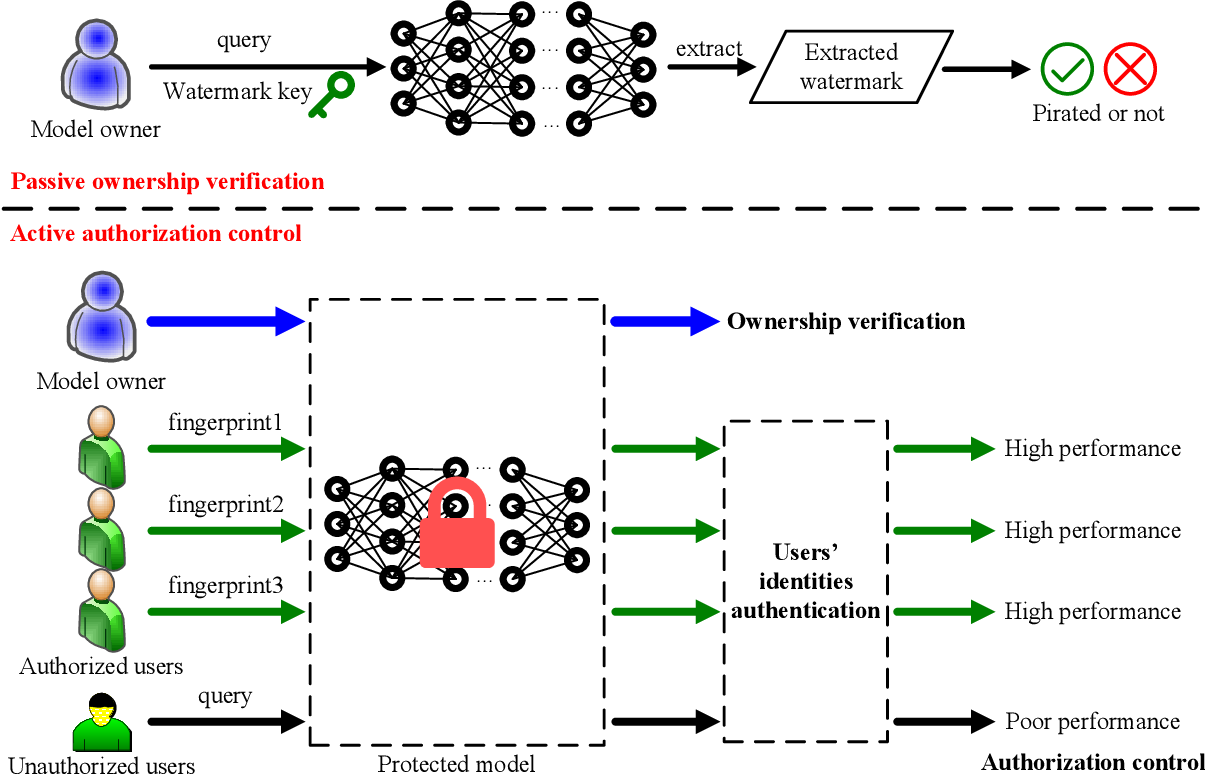 query
Watermark key
Model owner
extract
Extracted
watermark
Pirated or not
Passive ownership verification
Active authorization control
Model owner
Ownership verification
fingerprint1
High performance
fingerprint2
High performance
Users’
identities
authentication
fingerprint3
High performance
Authorized users
query
Poor performance
Unauthorized users
Protected model
Authorization control